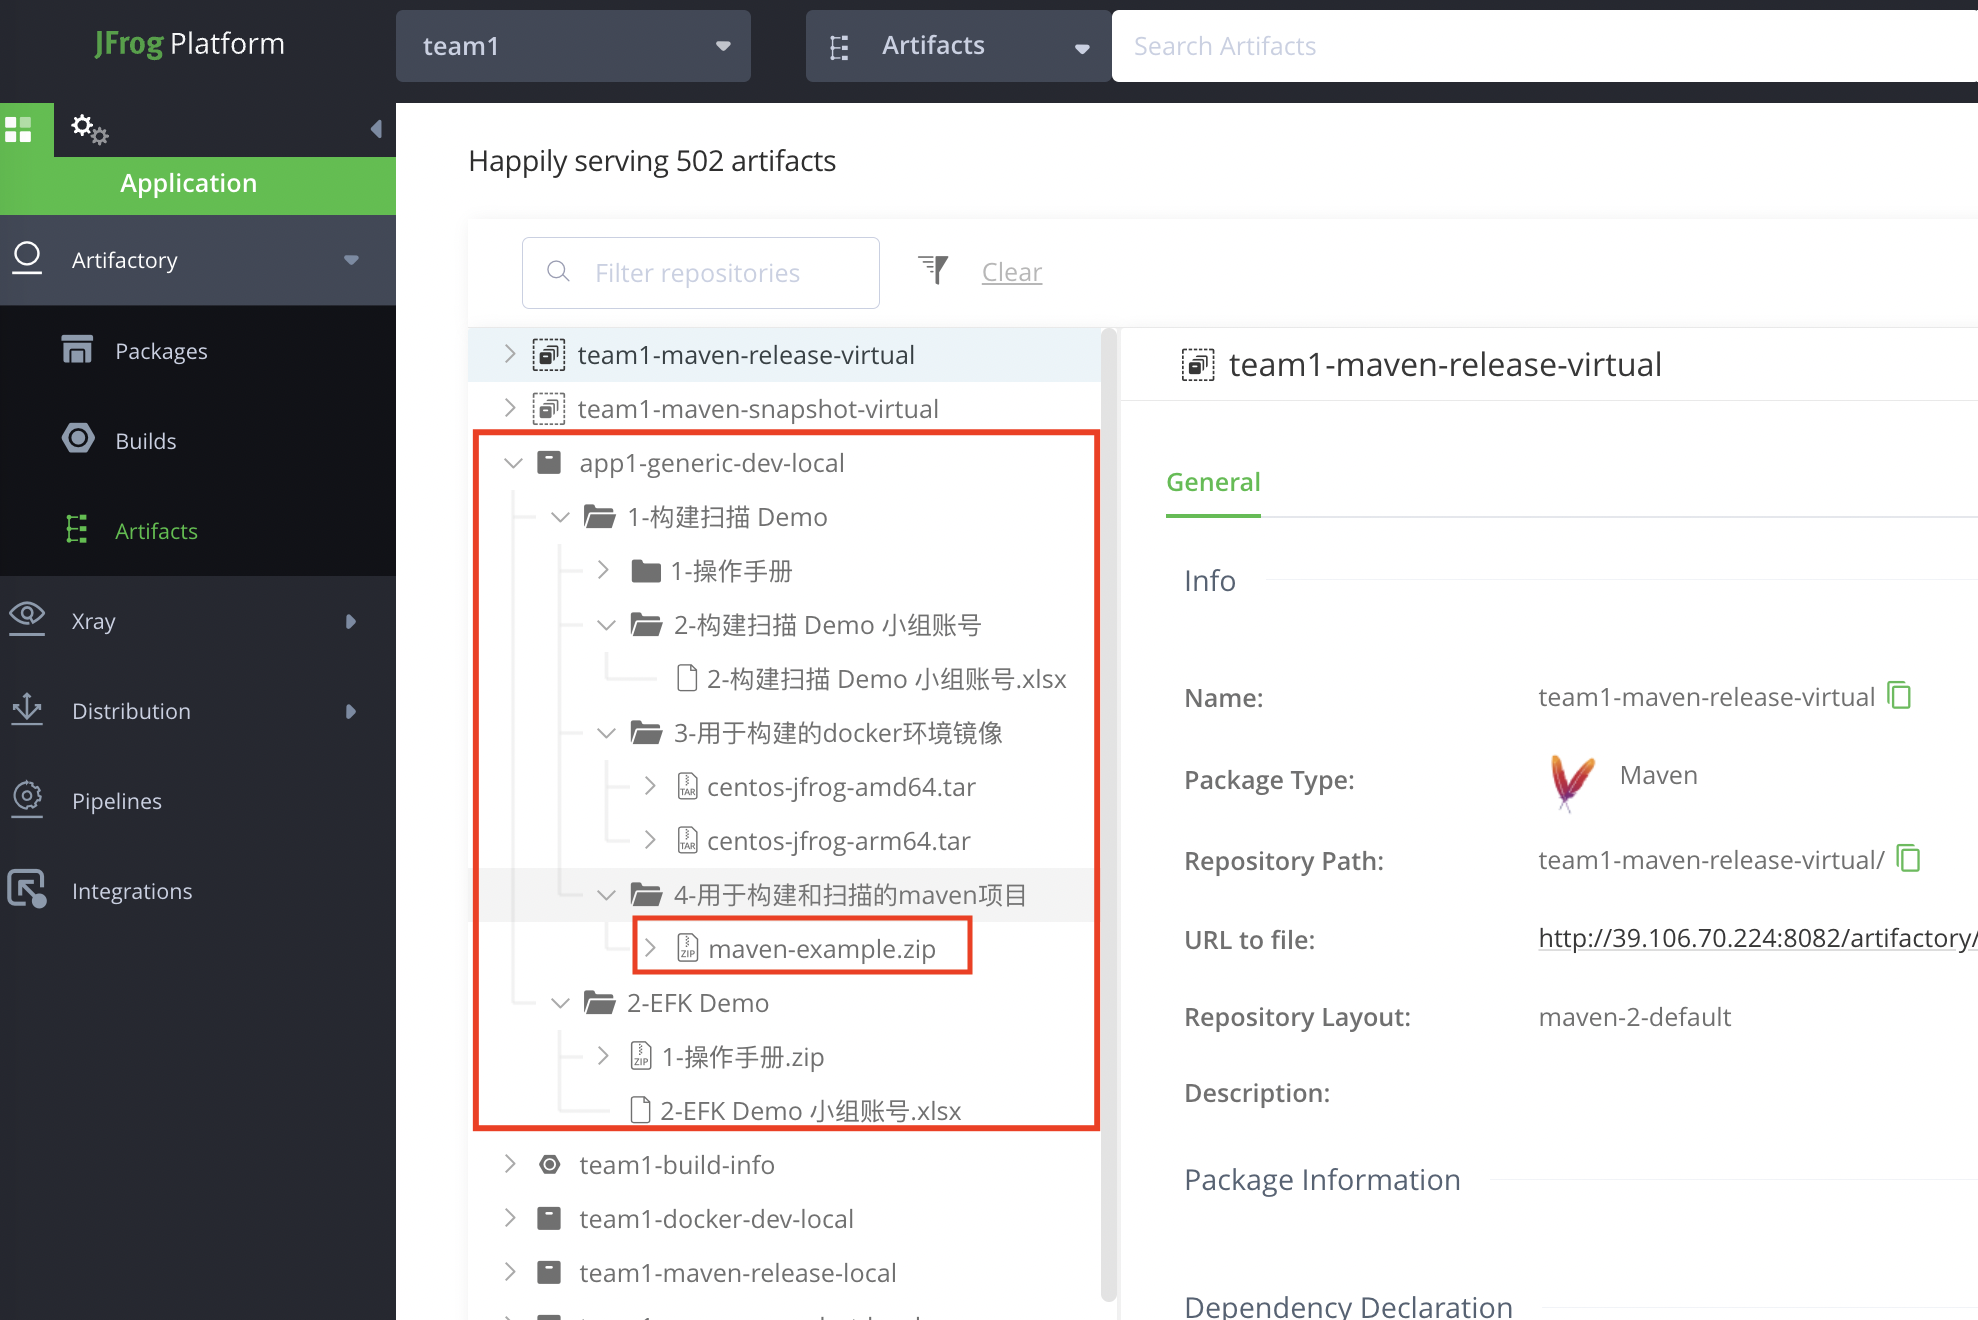 JFrog Platform
team1
Artifacts
Search Artifacts
Application
Artifactory
Packages
Builds
Artifacts
Xray
Distribution
Pipelines
Integrations
Happily serving 502 artifacts
Filter repositories
Clear
team1-maven-release-virtual
team1-maven-snapshot-virtual
app1-generic-dev-local
1-构建扫描 Demo
1-操作手册
2-构建扫描 Demo 小组账号
2-构建扫描 Demo 小组账号.xlsx
3-用于构建的docker环境镜像
TAR centos-jfrog-amd64.tar
TAR centos-jfrog-arm64.tar
4-用于构建和扫描的maven项目
ZIP maven-example.zip
2-EFK Demo
ZIP 1-操作手册.zip
2-EFK Demo 小组账号.xlsx
team1-build-info
team1-docker-dev-local
team1-maven-release-local
team1-maven-release-virtual
General
Info
Name: team1-maven-release-virtual
Package Type: Maven
Repository Path: team1-maven-release-virtual/
URL to file: http://39.106.70.224:8082/artifactory/
Repository Layout: maven-2-default
Description:
Package Information
Dependency Declaration